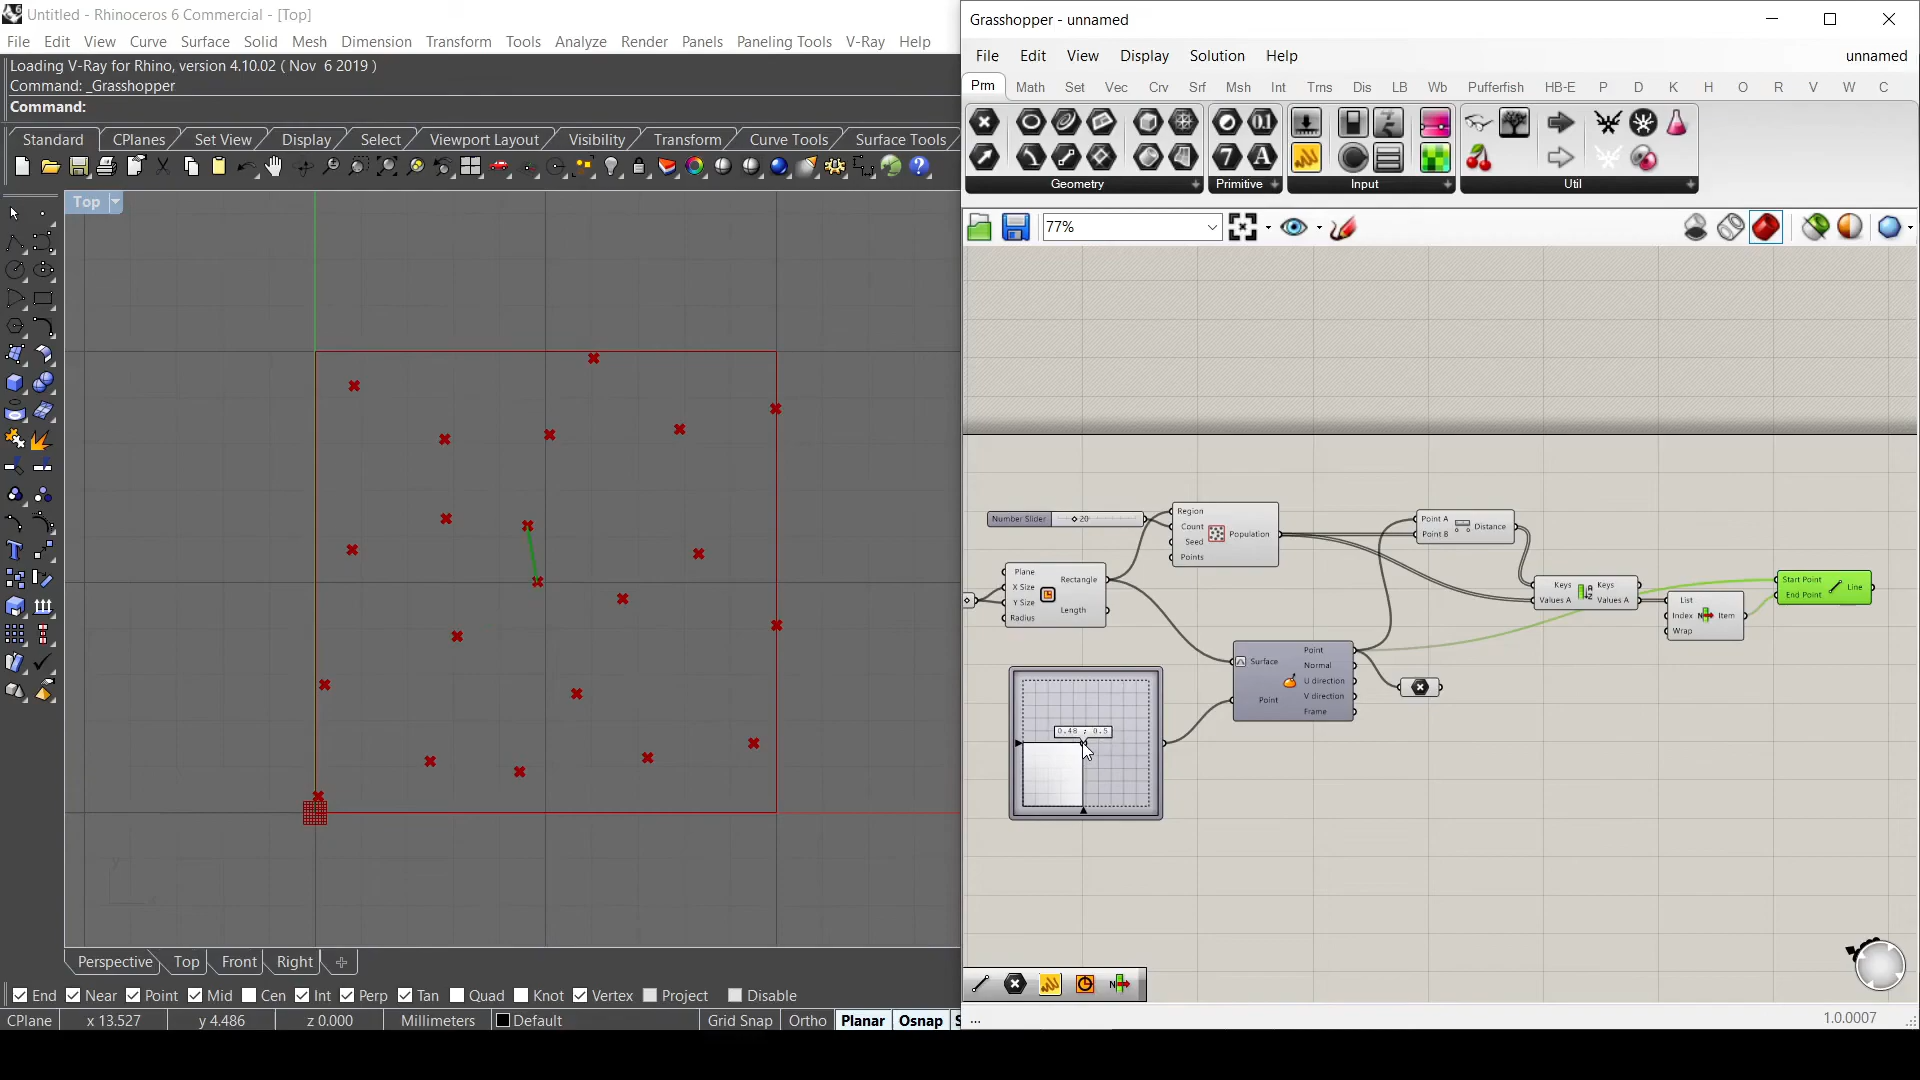 Untitled - Rhinoceros 6 Commercial - [Top]
File Edit View Curve Surface Solid Mesh Dimension Transform Tools Analyze Render Panels Paneling Tools V-Ray Help
Loading V-Ray for Rhino, version 4.10.02 ( Nov 6 2019 )
Command: _Grasshopper
Command:
Standard CPlanes Set View Display Select Viewport Layout Visibility Transform Curve Tools Surface Tools
Top
Perspective Top Front Right
End Near Point Mid Cen Int Perp Tan Quad Knot Vertex Project Disable
CPlane x 13.527 y 4.486 z 0.000 Millimeters Default Grid Snap Ortho Planar Osnap S
Grasshopper - unnamed
File Edit View Display Solution Help unnamed
Prm Math Set Vec Crv Srf Msh Int Trns Dis LB Wb Pufferfish HB-E P D K H O R V W C
Geometry Primitive Input Util
77%
Number Slider 20
Region
Count
Seed
Points
Population
Plane
X Size
Y Size
Radius
Rectangle
Length
Point A
Point B
Distance
Keys
Values A
Keys
Values A
List
Index
Wrap
Item
Start Point
End Point
Line
Surface
Point
Point
Normal
U direction
V direction
Frame
0.48 ; 0.5
...
1.0.0007